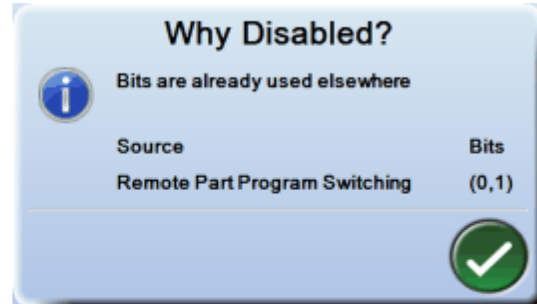 Why Disabled?
Bits are already used elsewhere
Source Bits
Remote Part Program Switching (0,1)